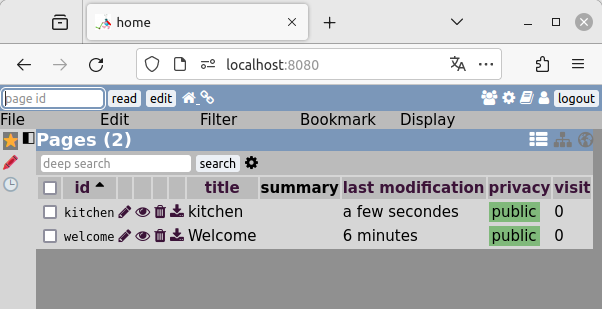 home
localhost:8080
page id read edit logout
File Edit Filter Bookmark Display
Pages (2)
deep search search
id title summary last modification privacy visit
kitchen kitchen a few secondes public 0
welcome Welcome 6 minutes public 0